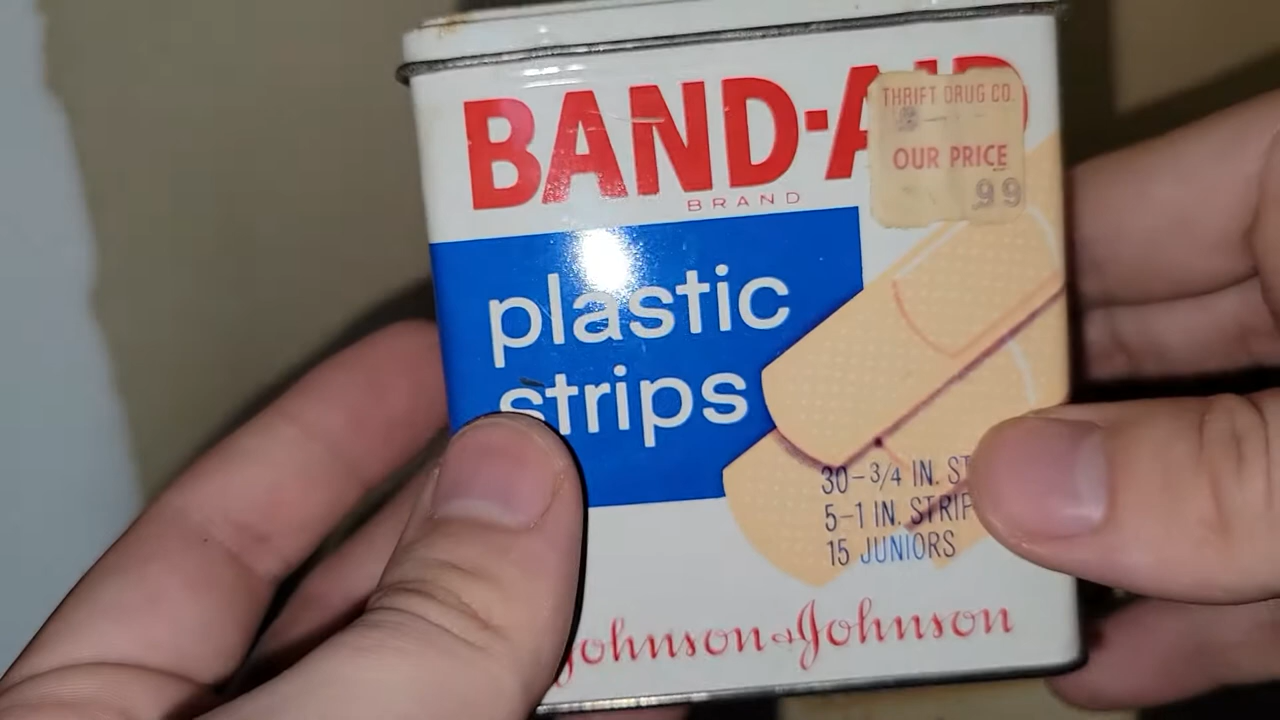 BAND-AID
THRIFT DRUG CO.
OUR PRICE
.99
BRAND
plastic
strips
30-3/4 IN. ST
5-1 IN. STRIP
15 JUNIORS
Johnson & Johnson